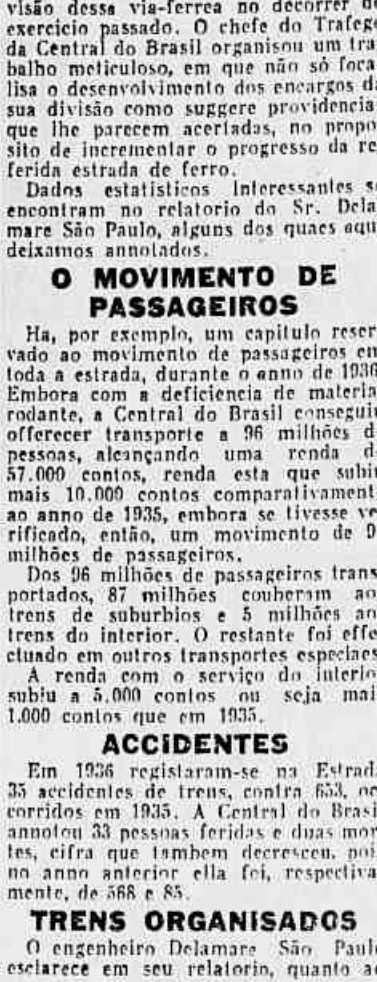 visão dessa via-ferrea no decorrer do
exercicio passado. O chefe do Trafego
da Central do Brasil organisou um tra
balho meticuloso, em que não só foca
lisa o desenvolvimento dos encargos da
sua divisão como suggere providencia
que lhe parecem acertadas, no propo
sito de incrementar o progresso da re
ferida estrada de ferro.
Dados estatisticos interessantes se
encontram no relatorio do Sr. Dela
mare São Paulo, alguns dos quaes aqui
deixamos annotados.
O MOVIMENTO DE
PASSAGEIROS
Ha, por exemplo, um capitulo reser
vado ao movimento de passageiros em
toda a estrada, durante o anno de 1936
Embora com a deficiencia de materia
rodante, a Central do Brasil conseguiu
offerecer transporte a 96 milhões d
pessoas, alcançando uma renda d
57.000 contos, renda esta que subiu
mais 10.000 contos comparativament
ao anno de 1935, embora se tivesse ve
rificado, então, um movimento de 9
milhões de passageiros.
Dos 96 milhões de passageiros trans
portados, 87 milhões couberam ao
trens de suburbios e 5 milhões ao
trens do interior. O restante foi effe
ctuado em outros transportes especiaes
A renda com o serviço do interio
subiu a 5.000 contos ou seja mai
1.000 contos que em 1935.
ACCIDENTES
Em 1936 registaram-se na Estrada
35 accidentes de trens, contra 653, oc
corridos em 1935. A Central do Brasi
annotou 33 pessoas feridas e duas mor
tes, cifra que tambem decresceu, poi
no anno anterior ella foi, respectiva
mente, de 568 e 85.
TRENS ORGANISADOS
O engenheiro Delamare São Paulo
esclarece em seu relatorio, quanto ao